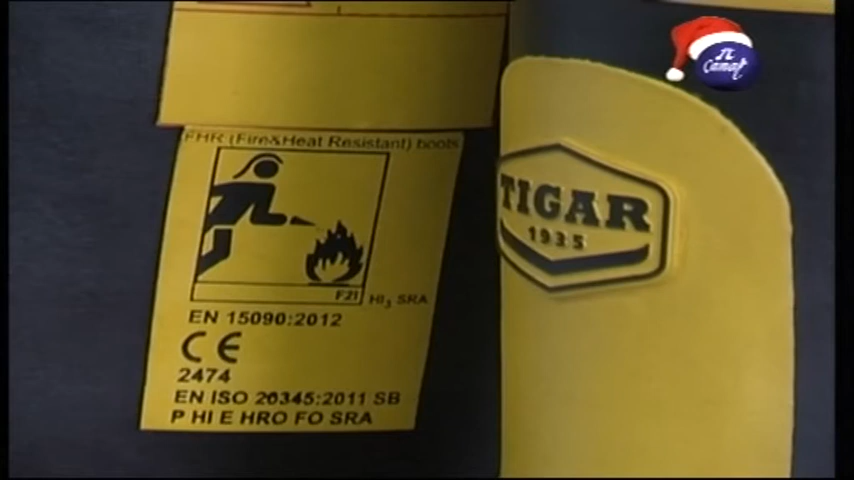 FHR (Fire&Heat Resistant) boots
F2I HI3 SRA
EN 15090:2012
CE
2474
EN ISO 20345:2011 SB
P HI E HRO FO SRA
TIGAR
1935
π
Canal